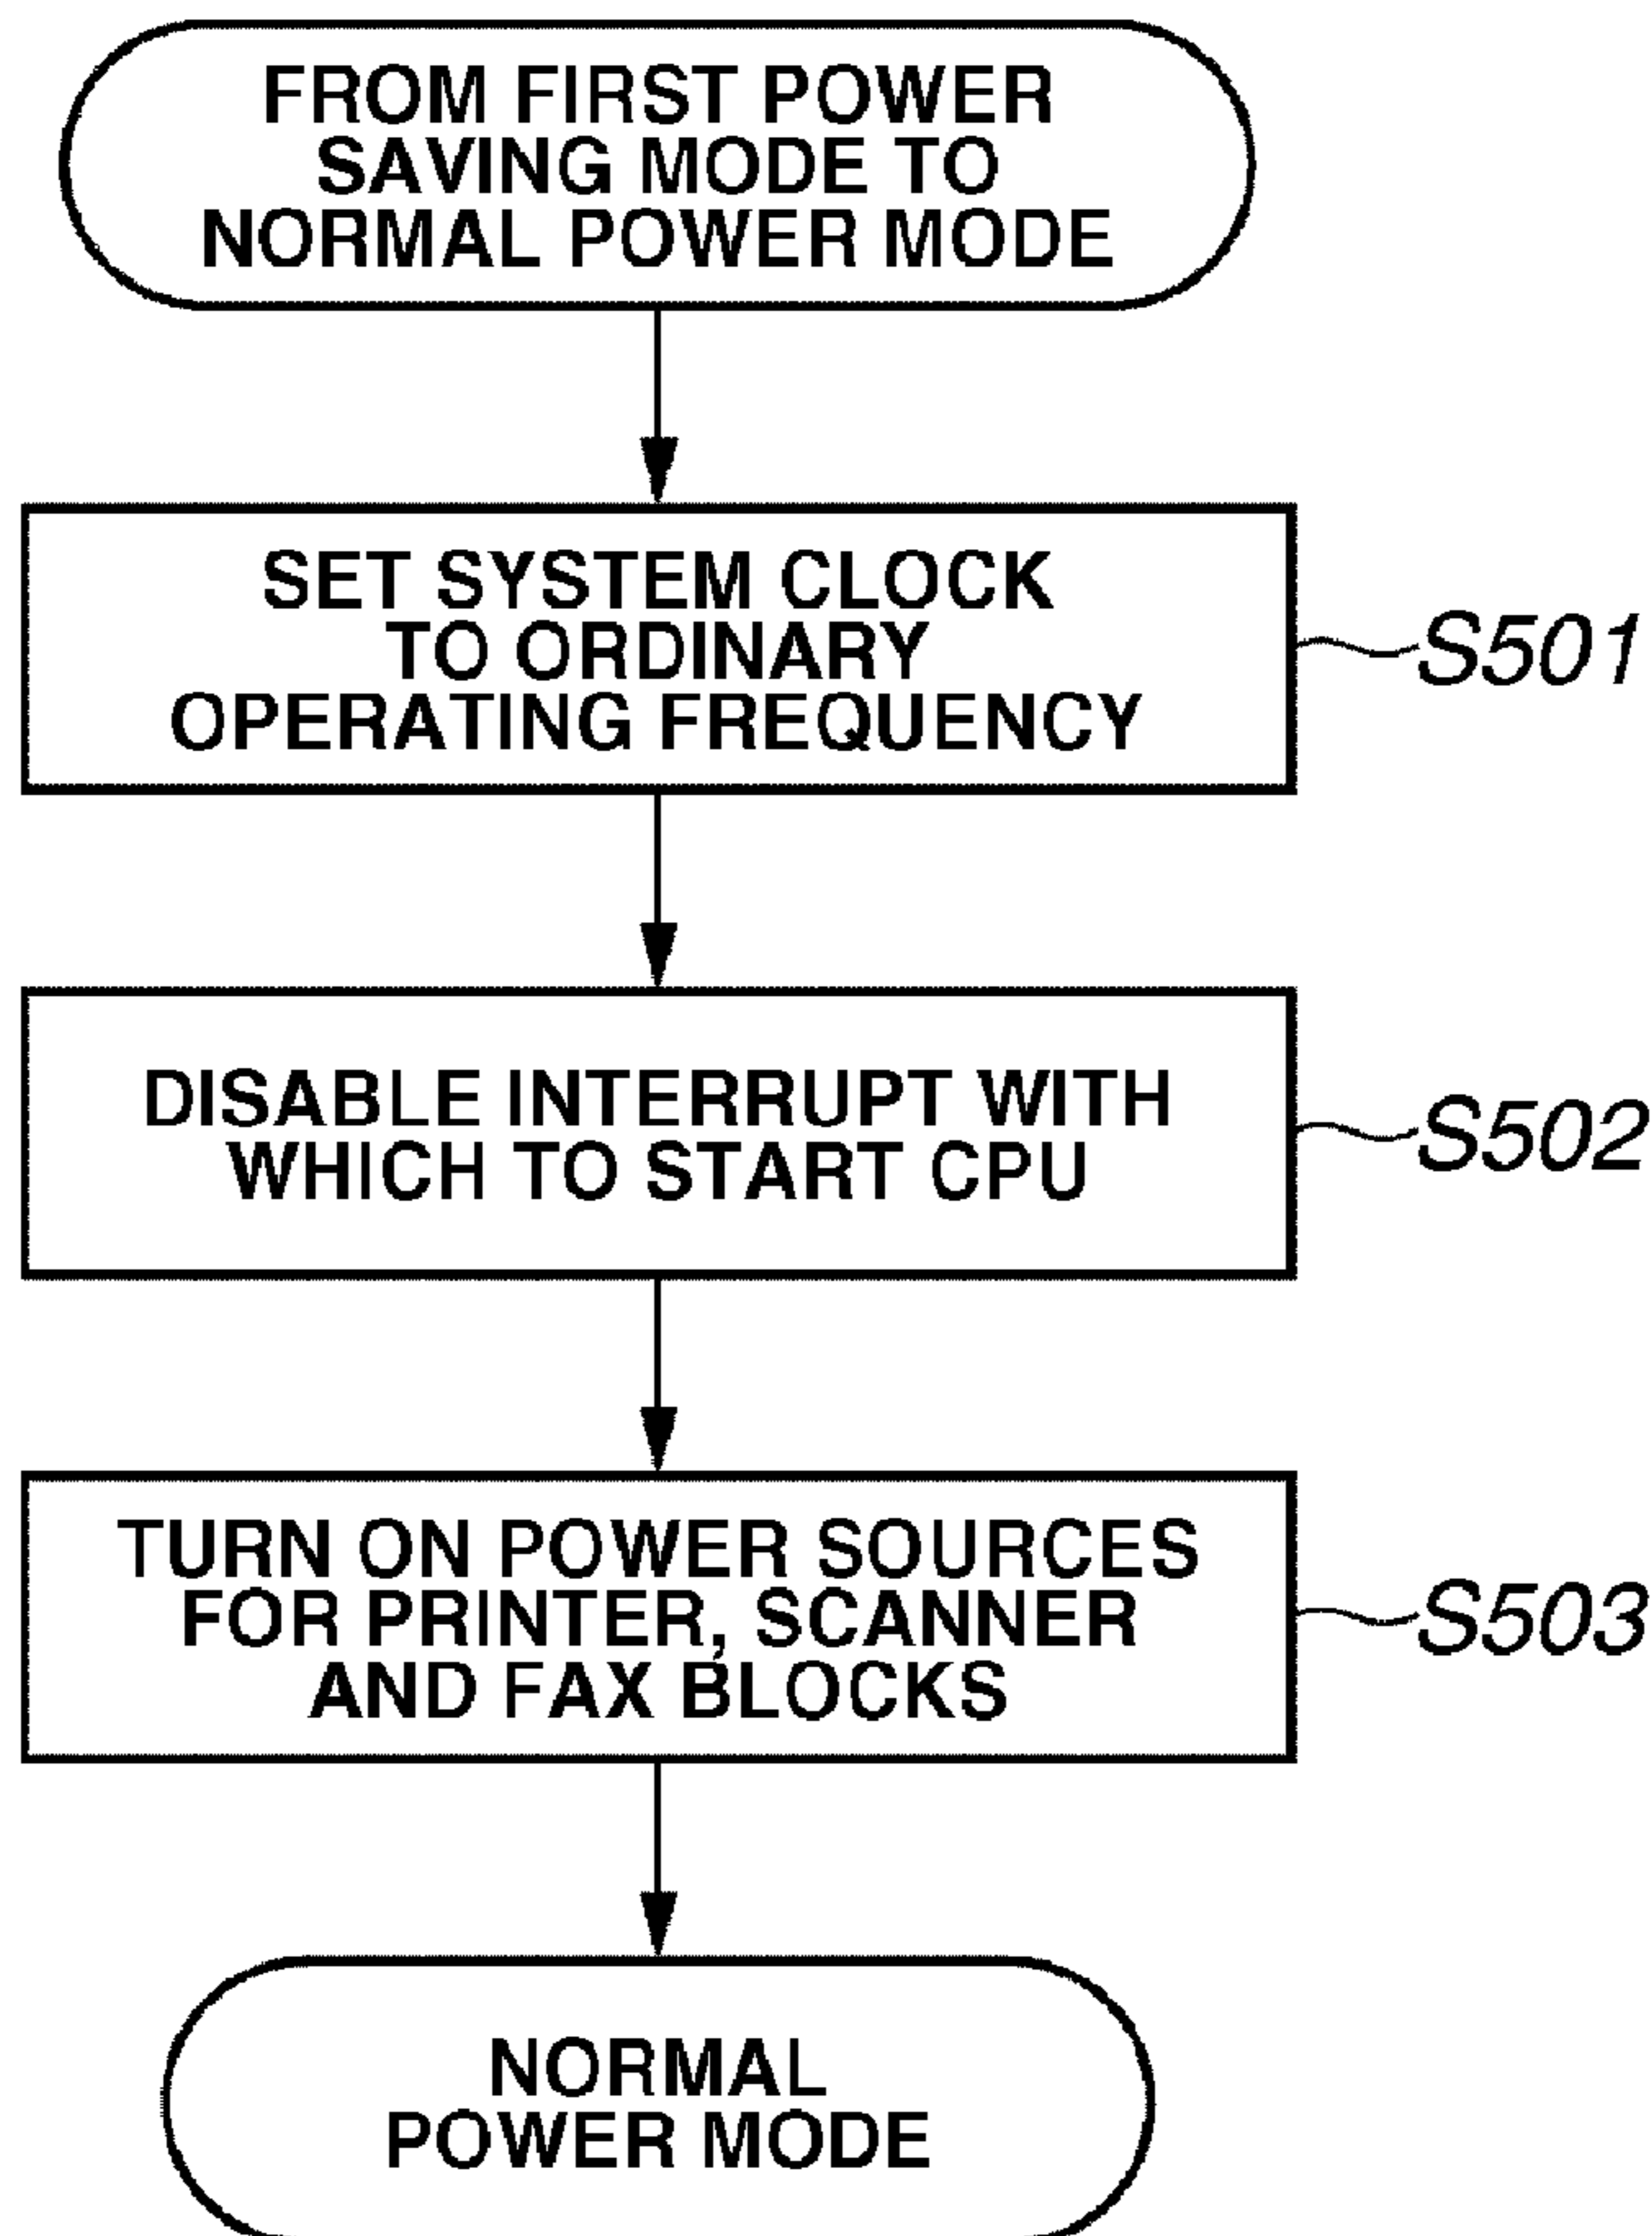 FROM FIRST POWER
SAVING MODE TO
NORMAL POWER MODE
SET SYSTEM CLOCK
TO ORDINARY
OPERATING FREQUENCY
S501
DISABLE INTERRUPT WITH
WHICH TO START CPU
S502
TURN ON POWER SOURCES
FOR PRINTER, SCANNER
AND FAX BLOCKS
S503
NORMAL
POWER MODE